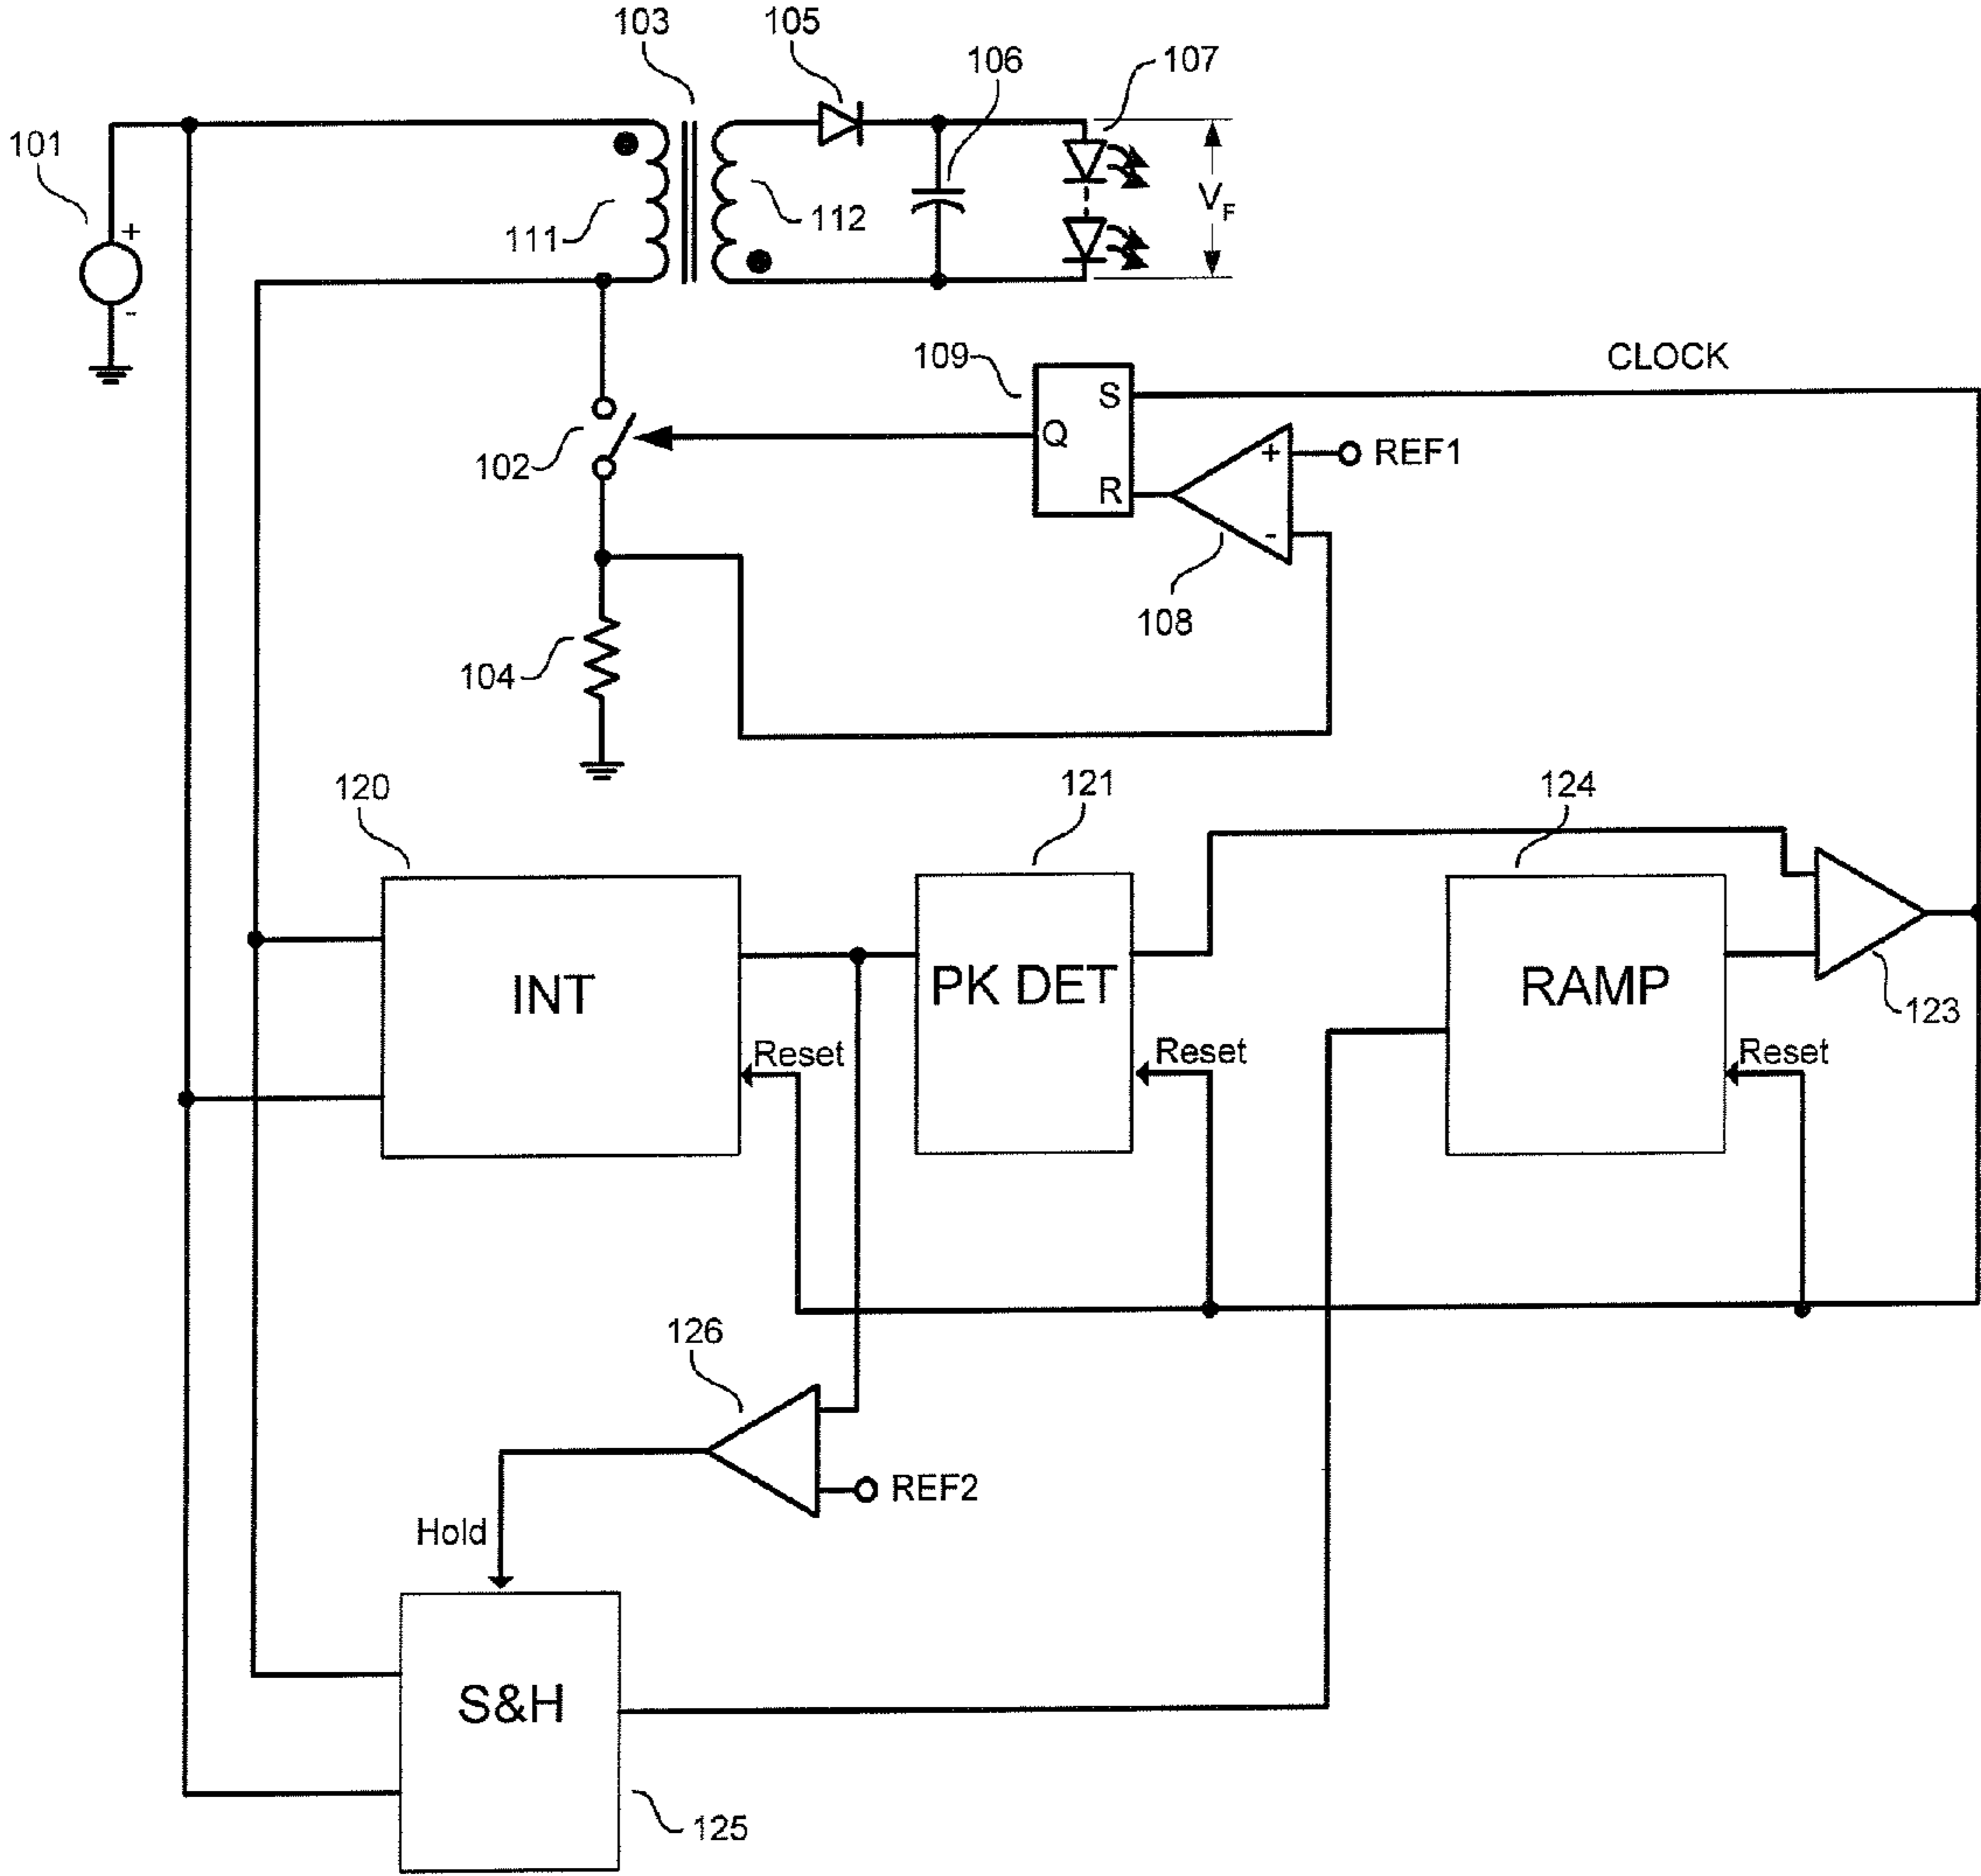 103
105
106
107
101
+
-
111
112
V_F
109
CLOCK
S
Q
R
+
-
REF1
102
108
104
120
121
124
INT
PK DET
RAMP
123
Reset
Reset
Reset
126
REF2
Hold
S&H
125